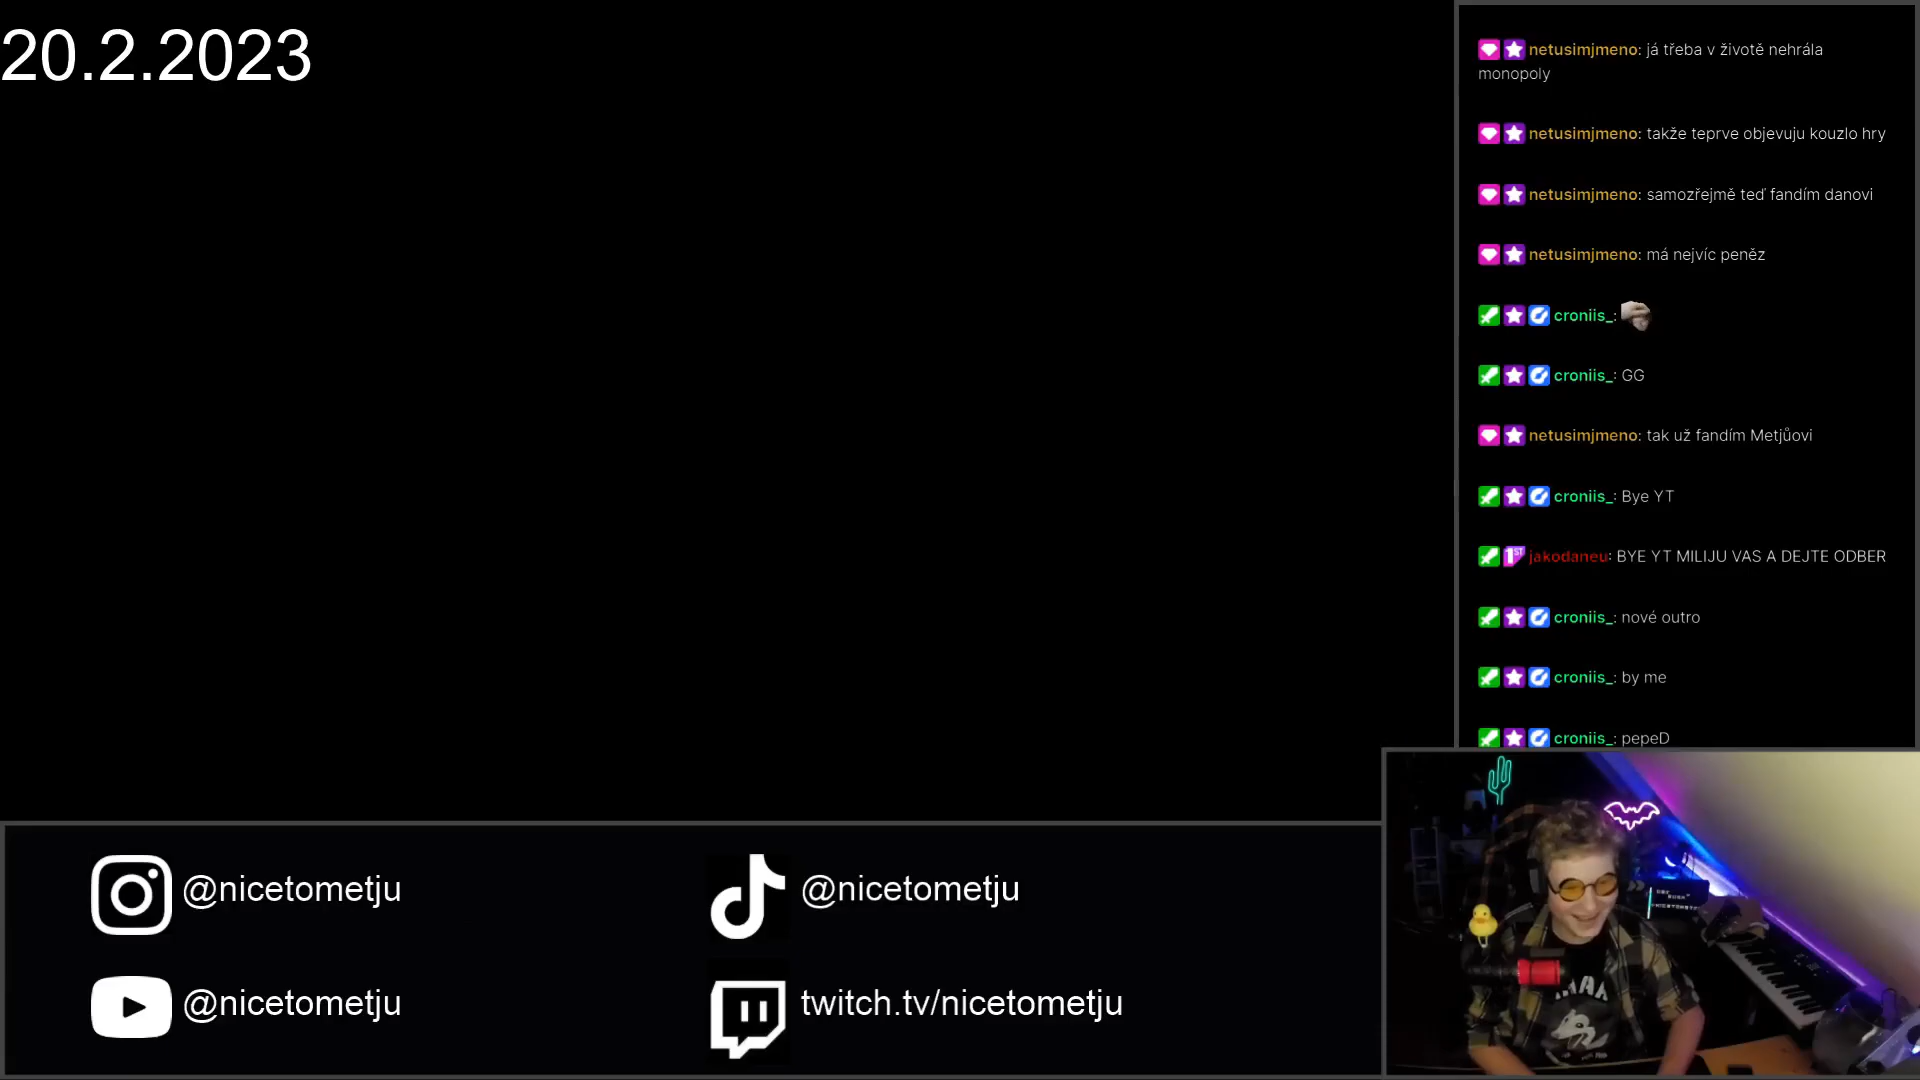 20.2.2023
netusimjmeno: já třeba v životě nehrála
monopoly
netusimjmeno: takže teprve objevuju kouzlo hry
netusimjmeno: samozřejmě teď fandím danovi
netusimjmeno: má nejvíc peněz
croniis_:
croniis_: GG
netusimjmeno: tak už fandím Metjůovi
croniis_: Bye YT
1ST jakodaneu: BYE YT MILIJU VAS A DEJTE ODBER
croniis_: nové outro
croniis_: by me
croniis_: pepeD
@nicetometju
@nicetometju
@nicetometju
twitch.tv/nicetometju